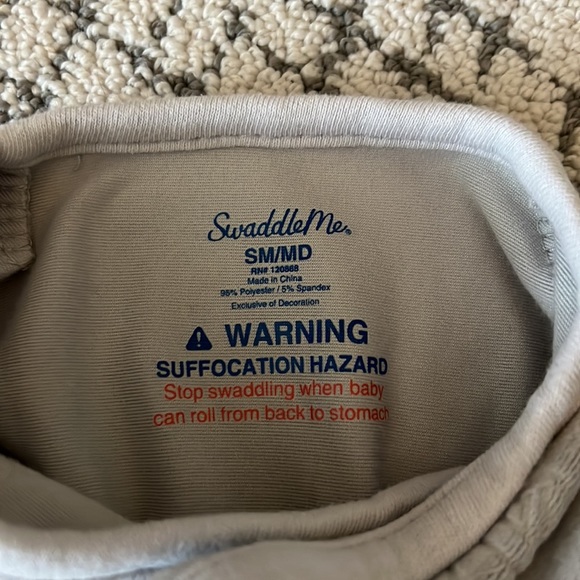 SwaddleMe®
SM/MD
RN# 120868
Made in China
95% Polyester / 5% Spandex
Exclusive of Decoration
WARNING
SUFFOCATION HAZARD
Stop swaddling when baby
can roll from back to stomach